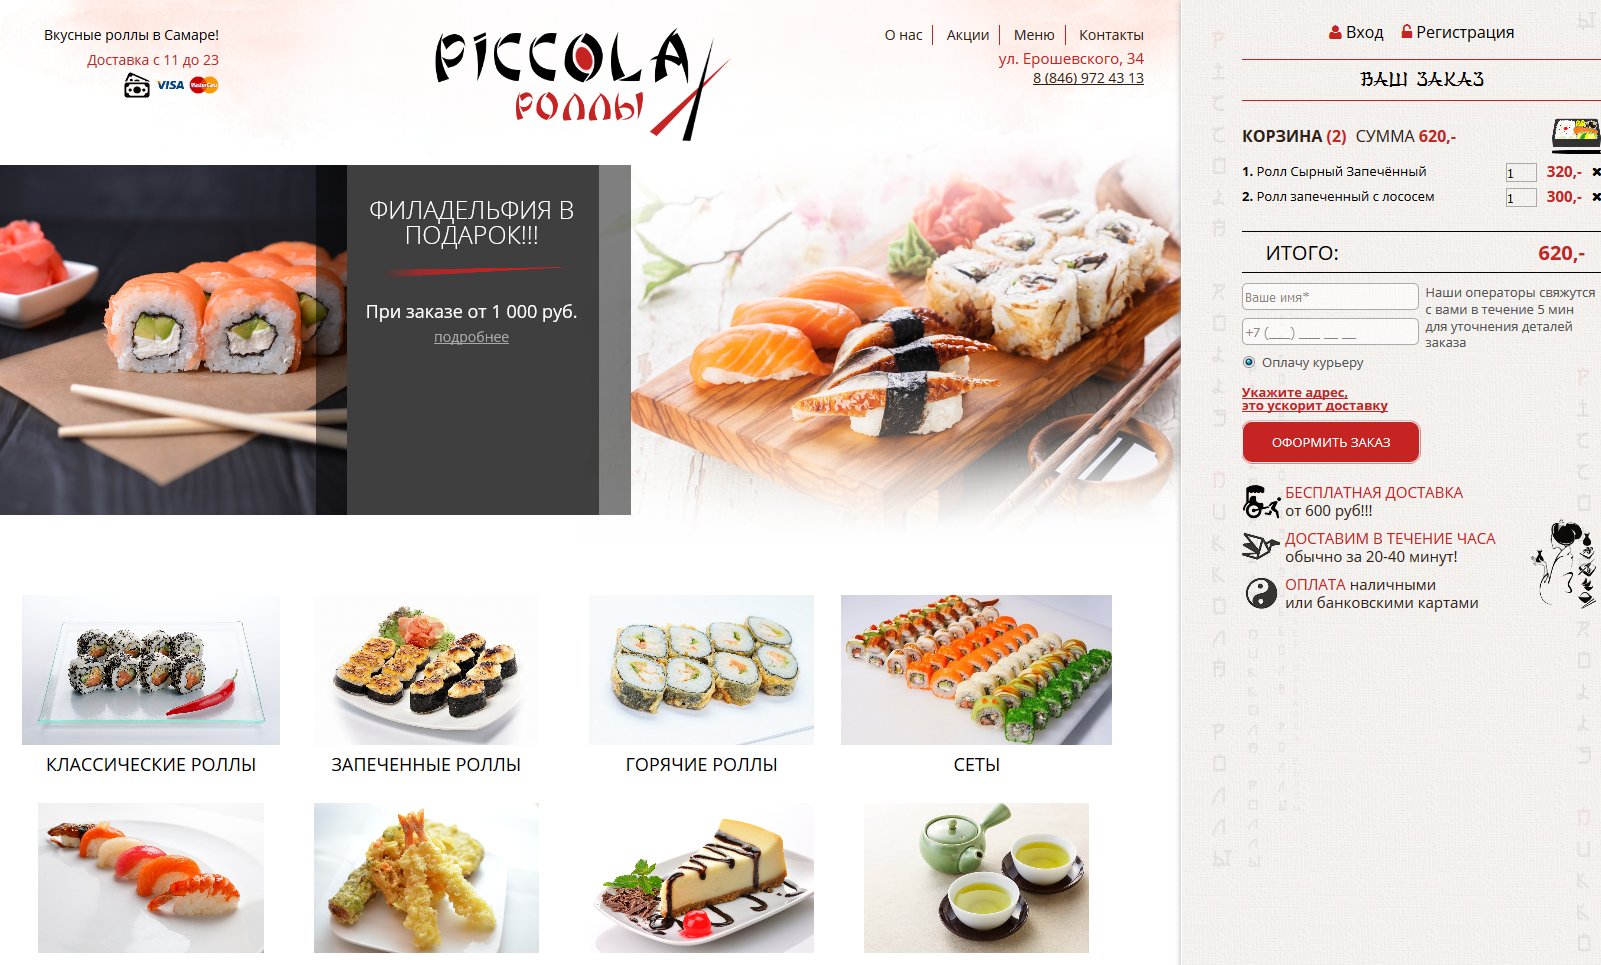 Вкусные роллы в Самаре!
Доставка с 11 до 23
VISA MasterCard
PICCOLA
РОЛЛЫ
О нас Акции Меню Контакты
ул. Ерошевского, 34
8 (846) 972 43 13
ФИЛАДЕЛЬФИЯ В
ПОДАРОК!!!
При заказе от 1 000 руб.
подробнее
КЛАССИЧЕСКИЕ РОЛЛЫ
ЗАПЕЧЕННЫЕ РОЛЛЫ
ГОРЯЧИЕ РОЛЛЫ
СЕТЫ
Вход Регистрация
ВАШ ЗАКАЗ
КОРЗИНА (2) СУММА 620,-
1. Ролл Сырный Запечённый 1 320,-
2. Ролл запеченный с лососем 1 300,-
ИТОГО: 620,-
Ваше имя*
+7 (___) ___ __ __
Наши операторы свяжутся
с вами в течение 5 мин
для уточнения деталей
заказа
Оплачу курьеру
Укажите адрес,
это ускорит доставку
ОФОРМИТЬ ЗАКАЗ
БЕСПЛАТНАЯ ДОСТАВКА
от 600 руб!!!
ДОСТАВИМ В ТЕЧЕНИЕ ЧАСА
обычно за 20-40 минут!
ОПЛАТА наличными
или банковскими картами